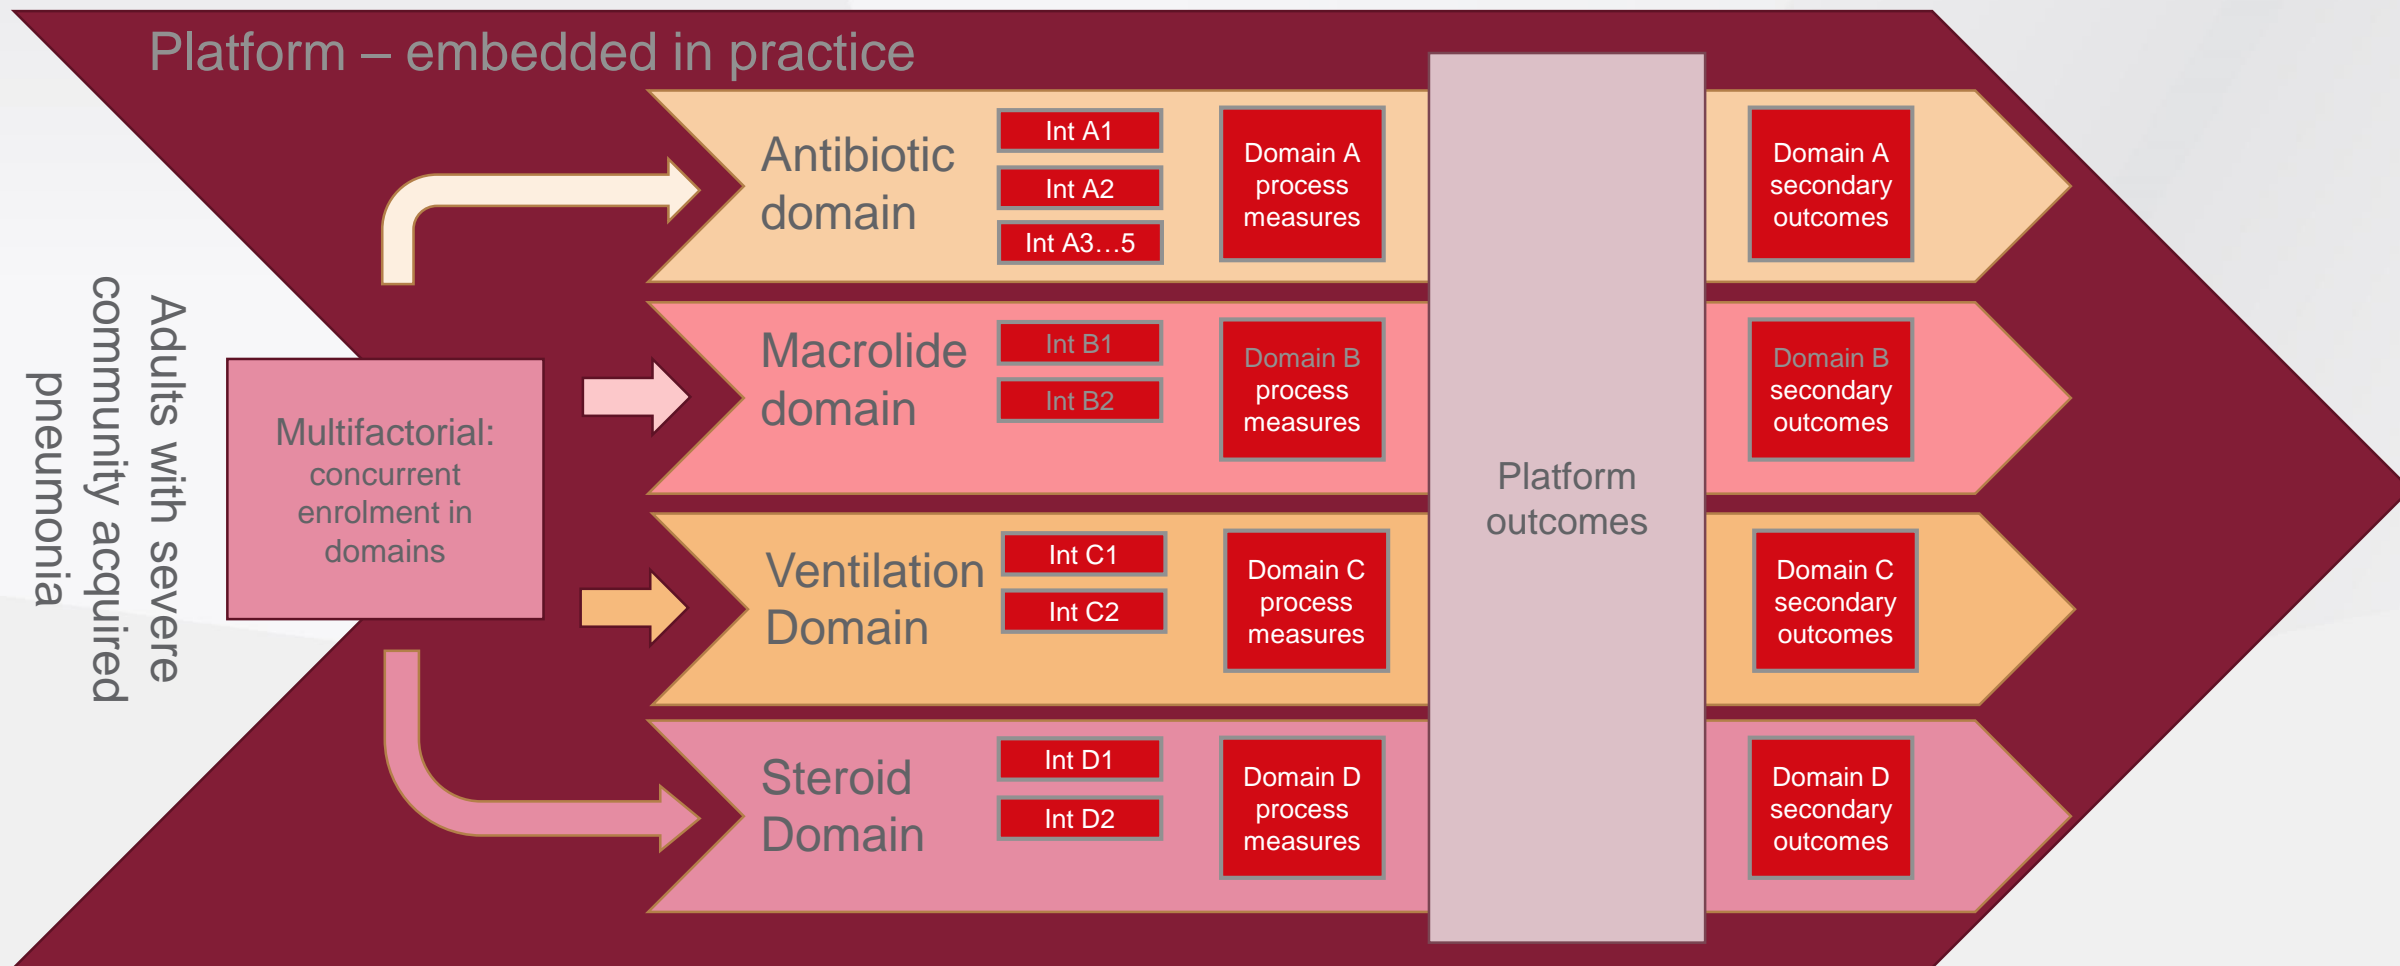 Platform – embedded in practice
Adults with severe
community acquired
pneumonia
Multifactorial:
concurrent
enrolment in
domains
Antibiotic
domain
Int A1
Int A2
Int A3...5
Domain A
process
measures
Domain A
secondary
outcomes
Macrolide
domain
Int B1
Int B2
Domain B
process
measures
Domain B
secondary
outcomes
Platform
outcomes
Ventilation
Domain
Int C1
Int C2
Domain C
process
measures
Domain C
secondary
outcomes
Steroid
Domain
Int D1
Int D2
Domain D
process
measures
Domain D
secondary
outcomes